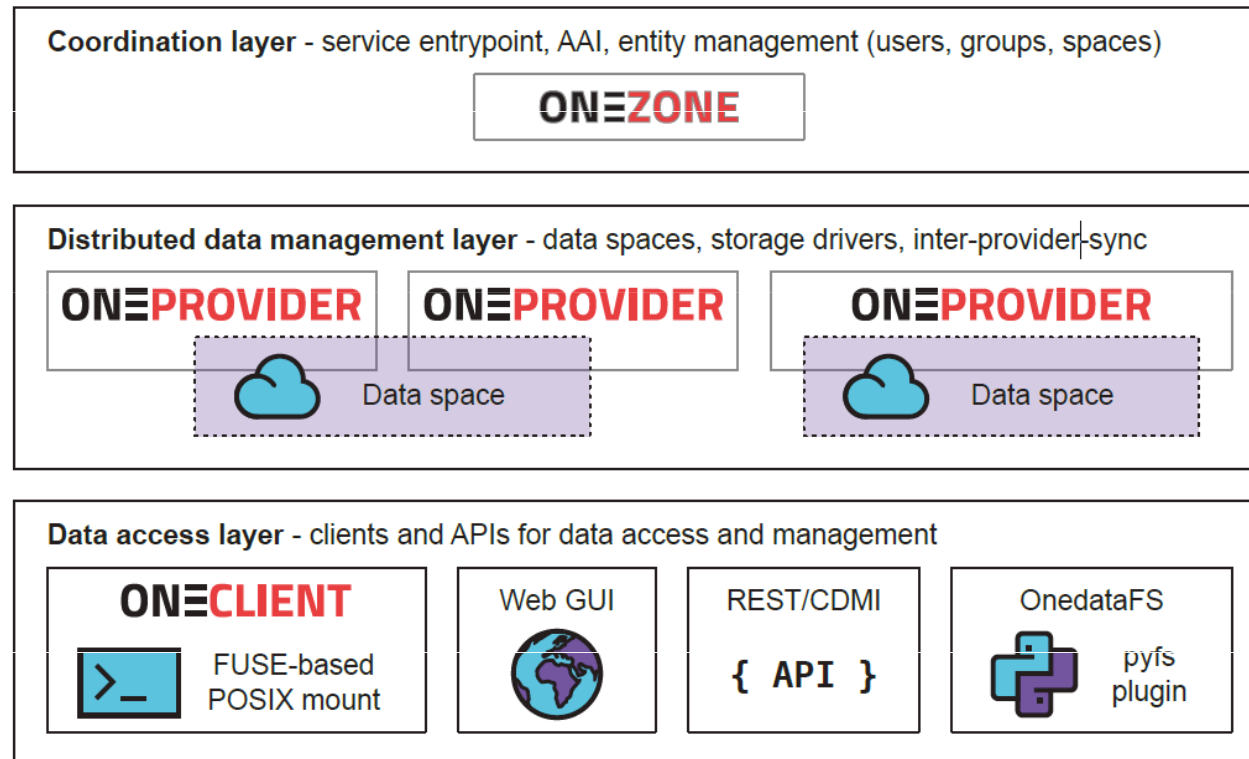 Coordination layer - service entrypoint, AAI, entity management (users, groups, spaces)
ONEZONE
Distributed data management layer - data spaces, storage drivers, inter-provider-sync
ONEPROVIDER
ONEPROVIDER
ONEPROVIDER
Data space
Data space
Data access layer - clients and APIs for data access and management
ONECLIENT
>_
FUSE-based
POSIX mount
Web GUI
REST/CDMI
{ API }
OnedataFS
pyfs
plugin